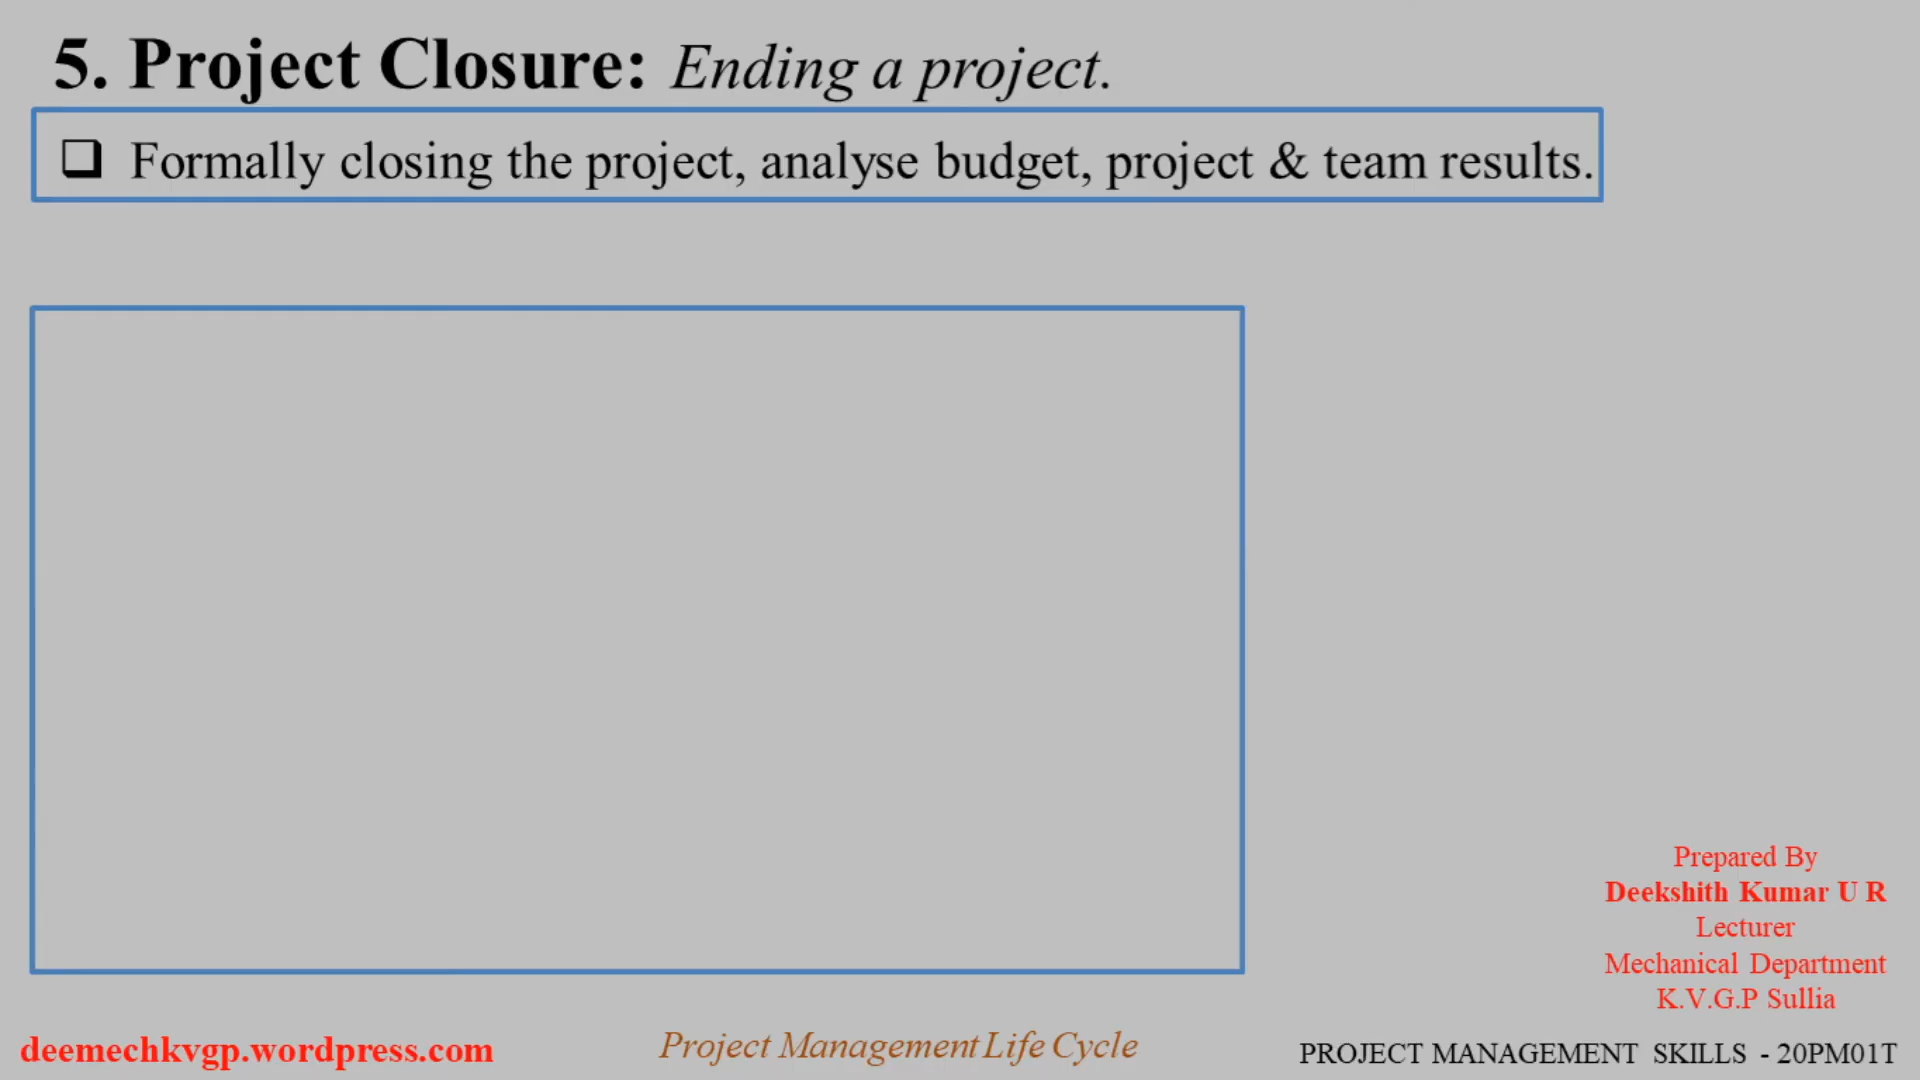 5. Project Closure: Ending a project.
❑ Formally closing the project, analyse budget, project & team results.
Prepared By
Deekshith Kumar U R
Lecturer
Mechanical Department
K.V.G.P Sullia
deemechkvgp.wordpress.com
Project Management Life Cycle
PROJECT MANAGEMENT SKILLS - 20PM01T